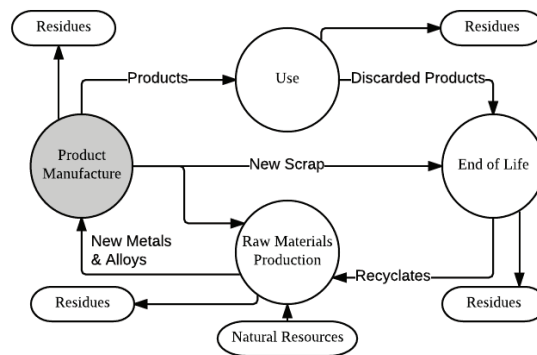 Residues
Residues
Products
Use
Discarded Products
Product
Manufacture
New Scrap
End of Life
New Metals
& Alloys
Raw Materials
Production
Recyclates
Residues
Residues
Natural Resources